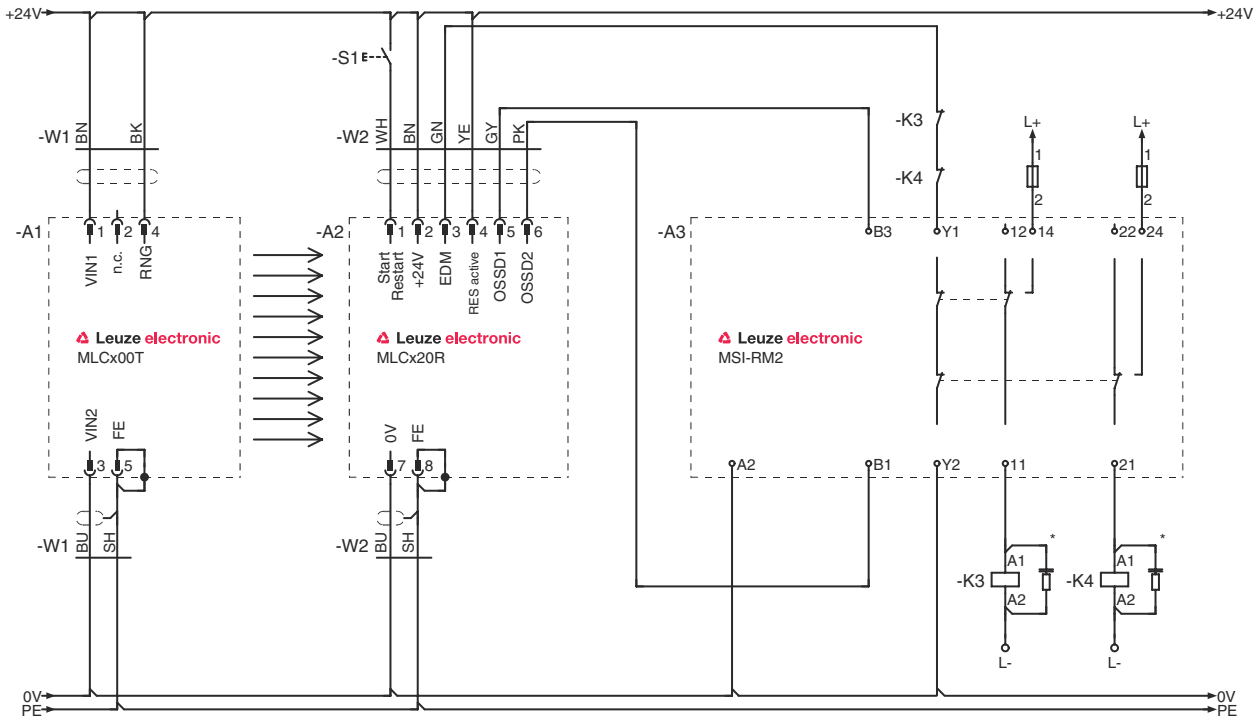 +24V
+24V
-S1
-W1
BN
BK
-W2
WH
BN
GN
YE
GY
PK
-K3
-K4
L+
1
2
L+
1
2
-A1
1
2
4
VIN1
n.c.
RNG
-A2
1
2
3
4
5
6
Start
Restart
+24V
EDM
RES active
OSSD1
OSSD2
-A3
B3
Y1
12
14
22
24
Leuze electronic
MLCx00T
Leuze electronic
MLCx20R
Leuze electronic
MSI-RM2
VIN2
FE
3
5
0V
FE
7
8
A2
B1
Y2
11
21
-W1
BU
SH
-W2
BU
SH
-K3
A1
A2
*
L-
-K4
A1
A2
*
L-
0V
0V
PE
PE